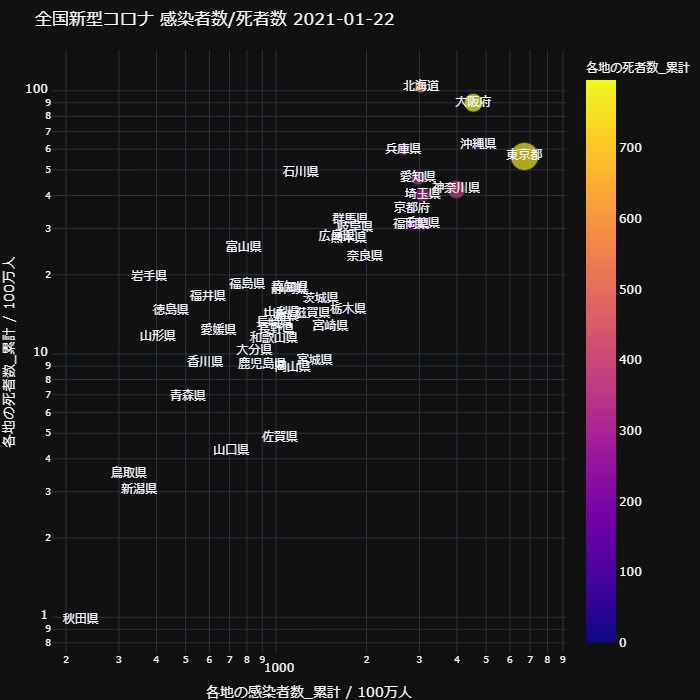 全国新型コロナ 感染者数/死者数 2021-01-22
各地の死者数_累計
北海道
100
大阪府
9
8
7
700
兵庫県
沖縄県
6
東京都
石川県
5
愛知県
神奈川県
埼玉県
4
600
京都府
群馬県
岐阜県
福岡県
千葉県
3
広島県
熊本県
富山県
奈良県
岩手県
2
500
福島県
高知県
静岡県
福井県
茨城県
徳島県
滋賀県
栃木県
宮崎県
愛媛県
山形県
和歌山県
400
大分県
10
香川県
鹿児島県
岡山県
宮城県
9
8
青森県
7
6
300
佐賀県
5
山口県
4
鳥取県
新潟県
3
200
2
100
秋田県
1
9
8
0
2
3
4
5
6
7
8
9
1000
2
3
4
5
6
7
8
9
各地の感染者数_累計 / 100万人
各地の死者数_累計 / 100万人